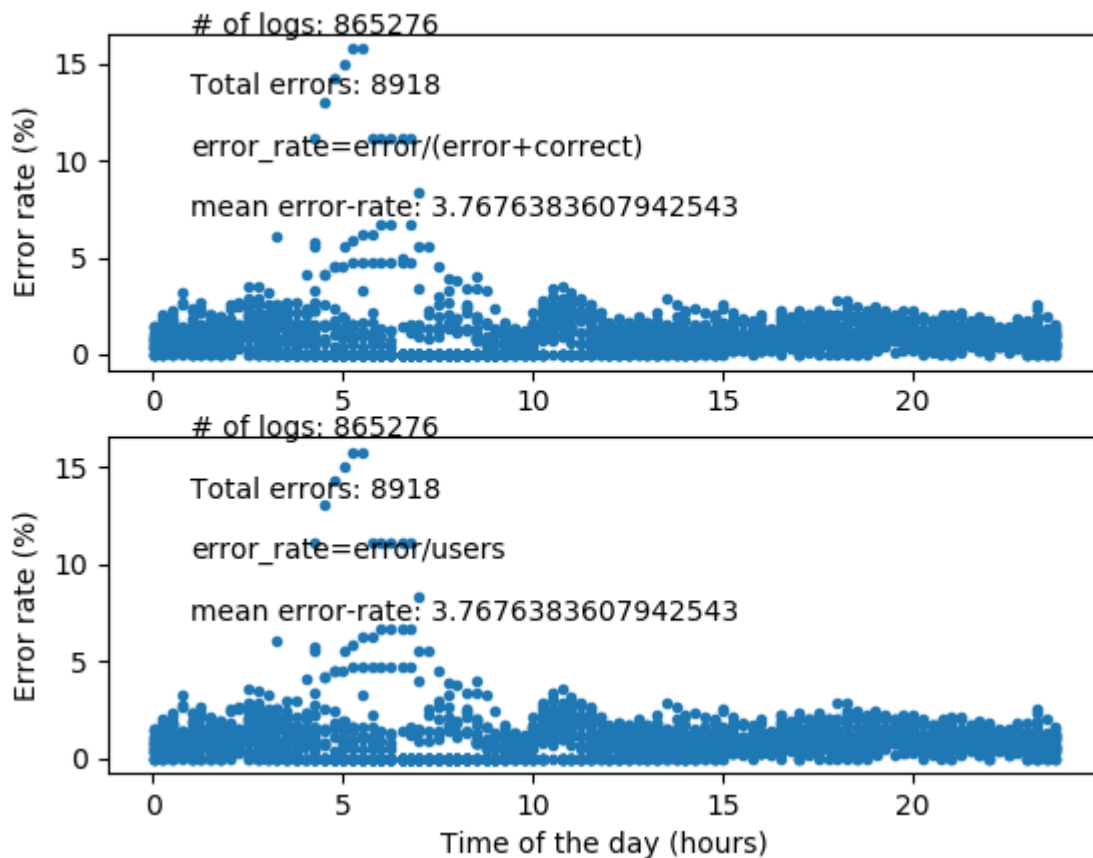 # of logs: 865276
15
Total errors: 8918
error_rate=error/(error+correct)
10
mean error-rate: 3.7676383607942543
5
0
Error rate (%)
0 5 10 15 20
# of logs: 865276
15
Total errors: 8918
error_rate=error/users
10
mean error-rate: 3.7676383607942543
5
0
Error rate (%)
0 5 10 15 20
Time of the day (hours)